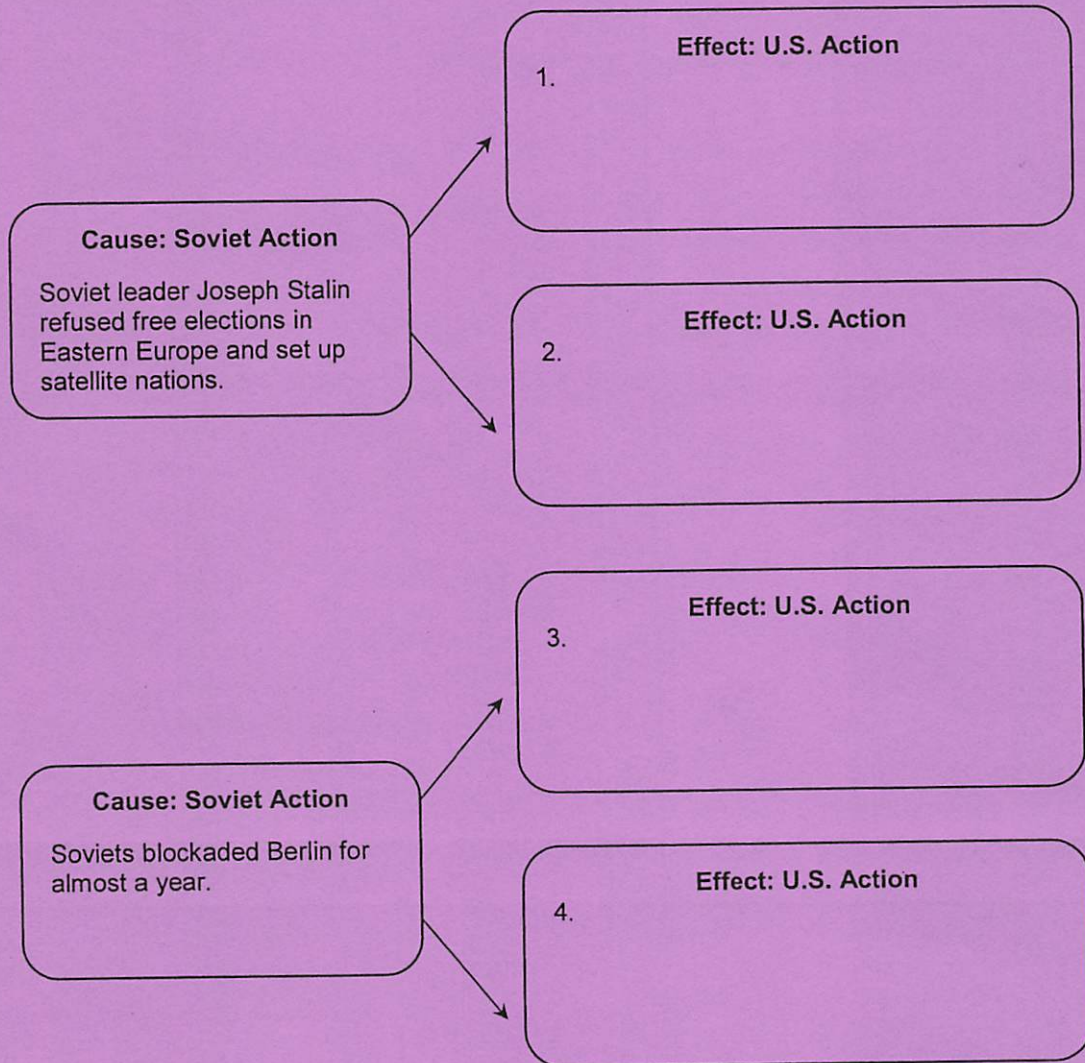 Effect: U.S. Action
1.
Cause: Soviet Action
Soviet leader Joseph Stalin
refused free elections in
Eastern Europe and set up
satellite nations.
Effect: U.S. Action
2.
Effect: U.S. Action
3.
Cause: Soviet Action
Soviets blockaded Berlin for
almost a year.
Effect: U.S. Action
4.